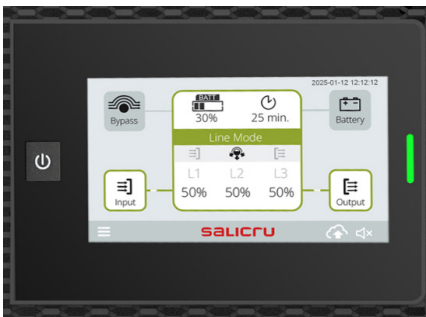 2025-01-12 12:12:12
BATT
30%
25 min.
Bypass
Battery
Line Mode
L1 L2 L3
50% 50% 50%
Input
Output
SALICRU